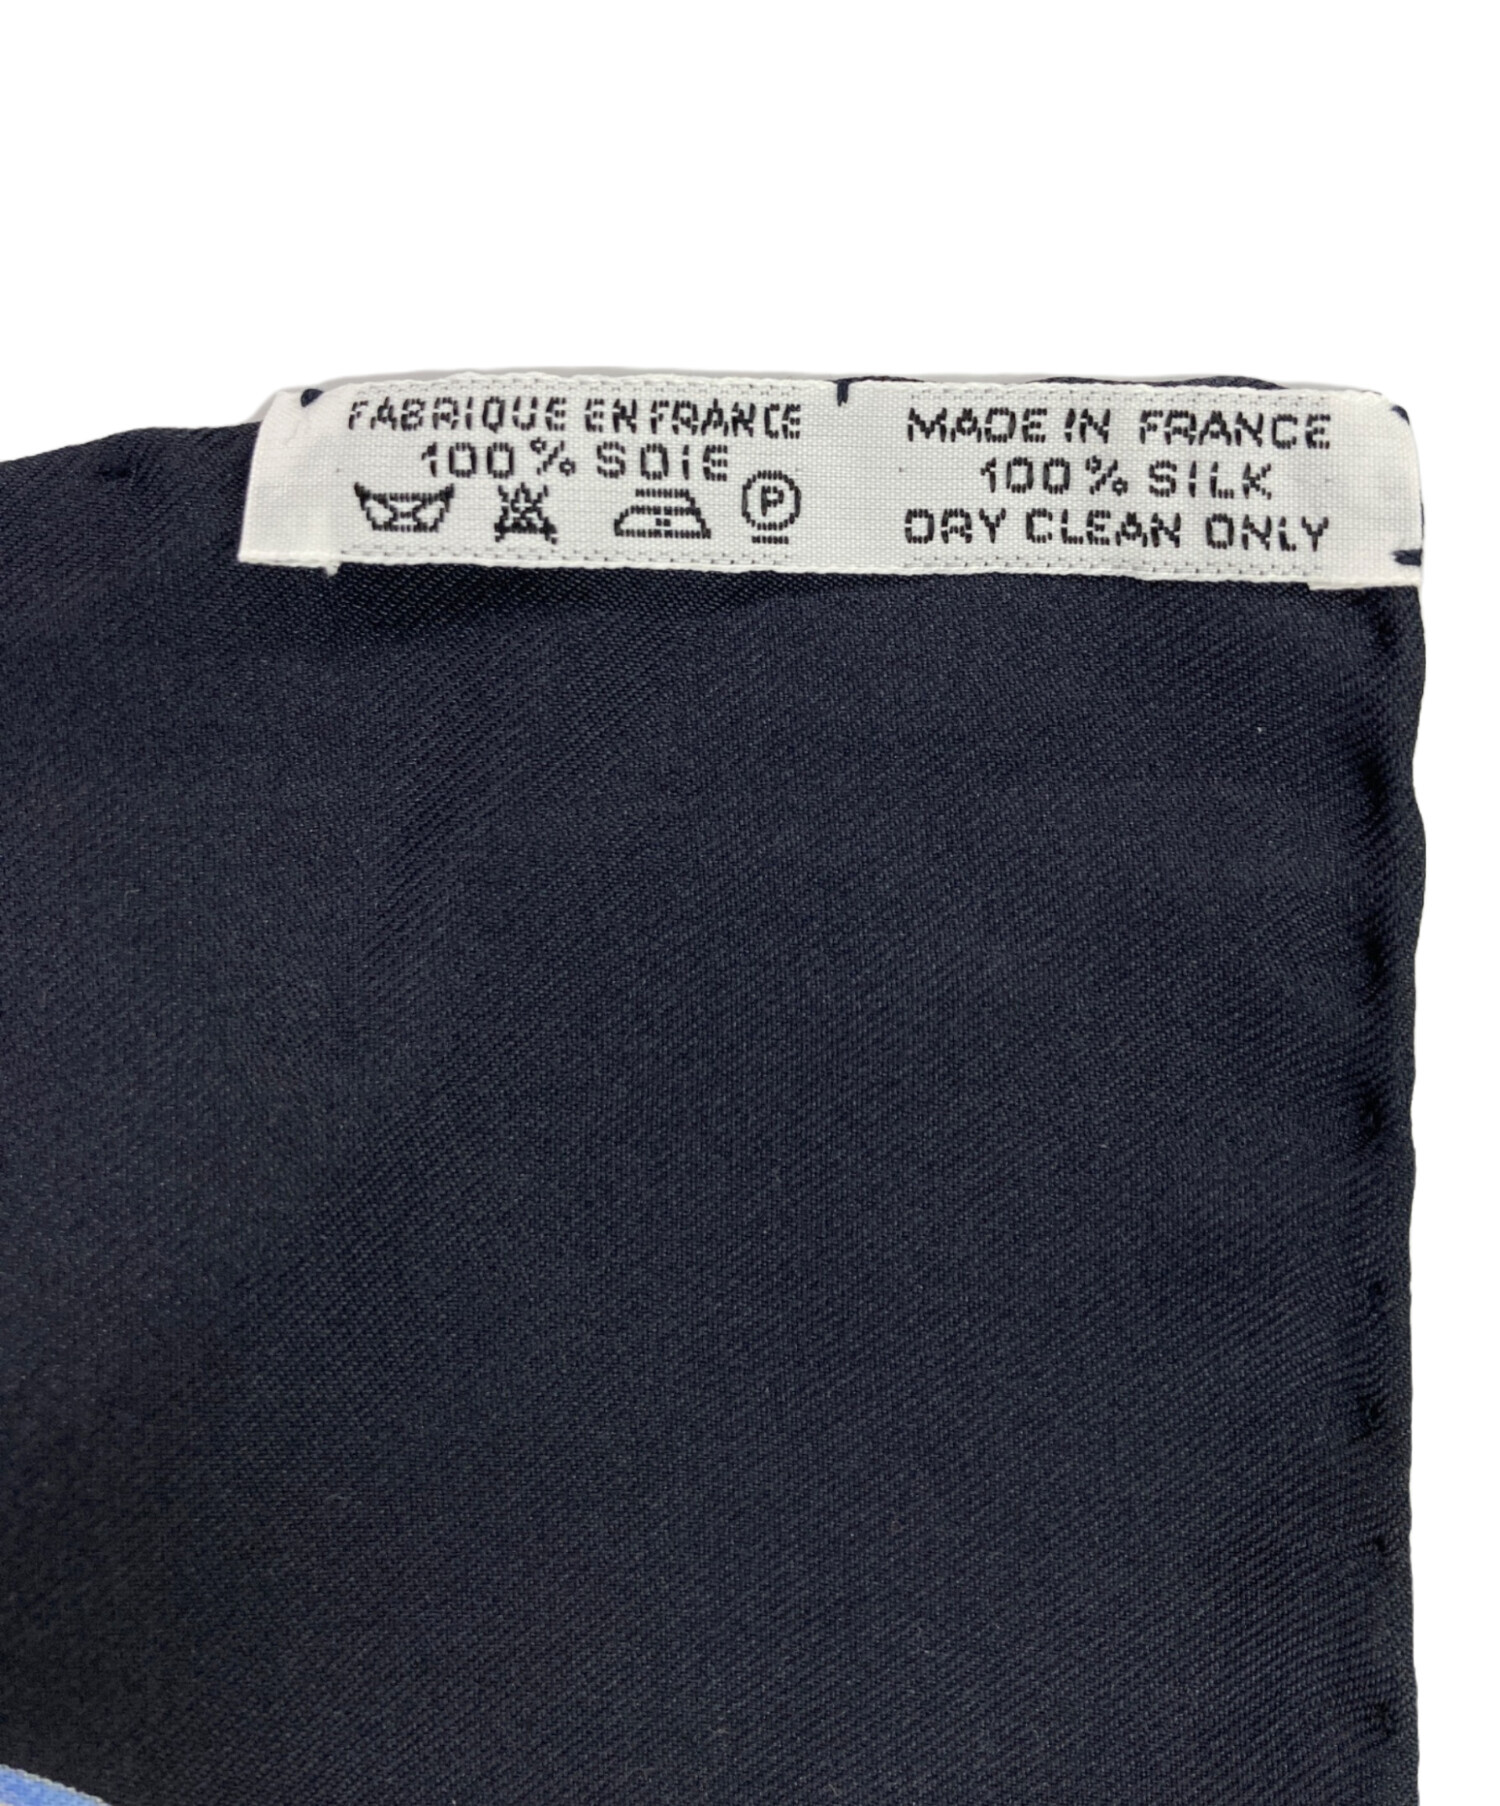 FABRIQUE EN FRANCE
100% SOIE
P
MADE IN FRANCE
100% SILK
DRY CLEAN ONLY